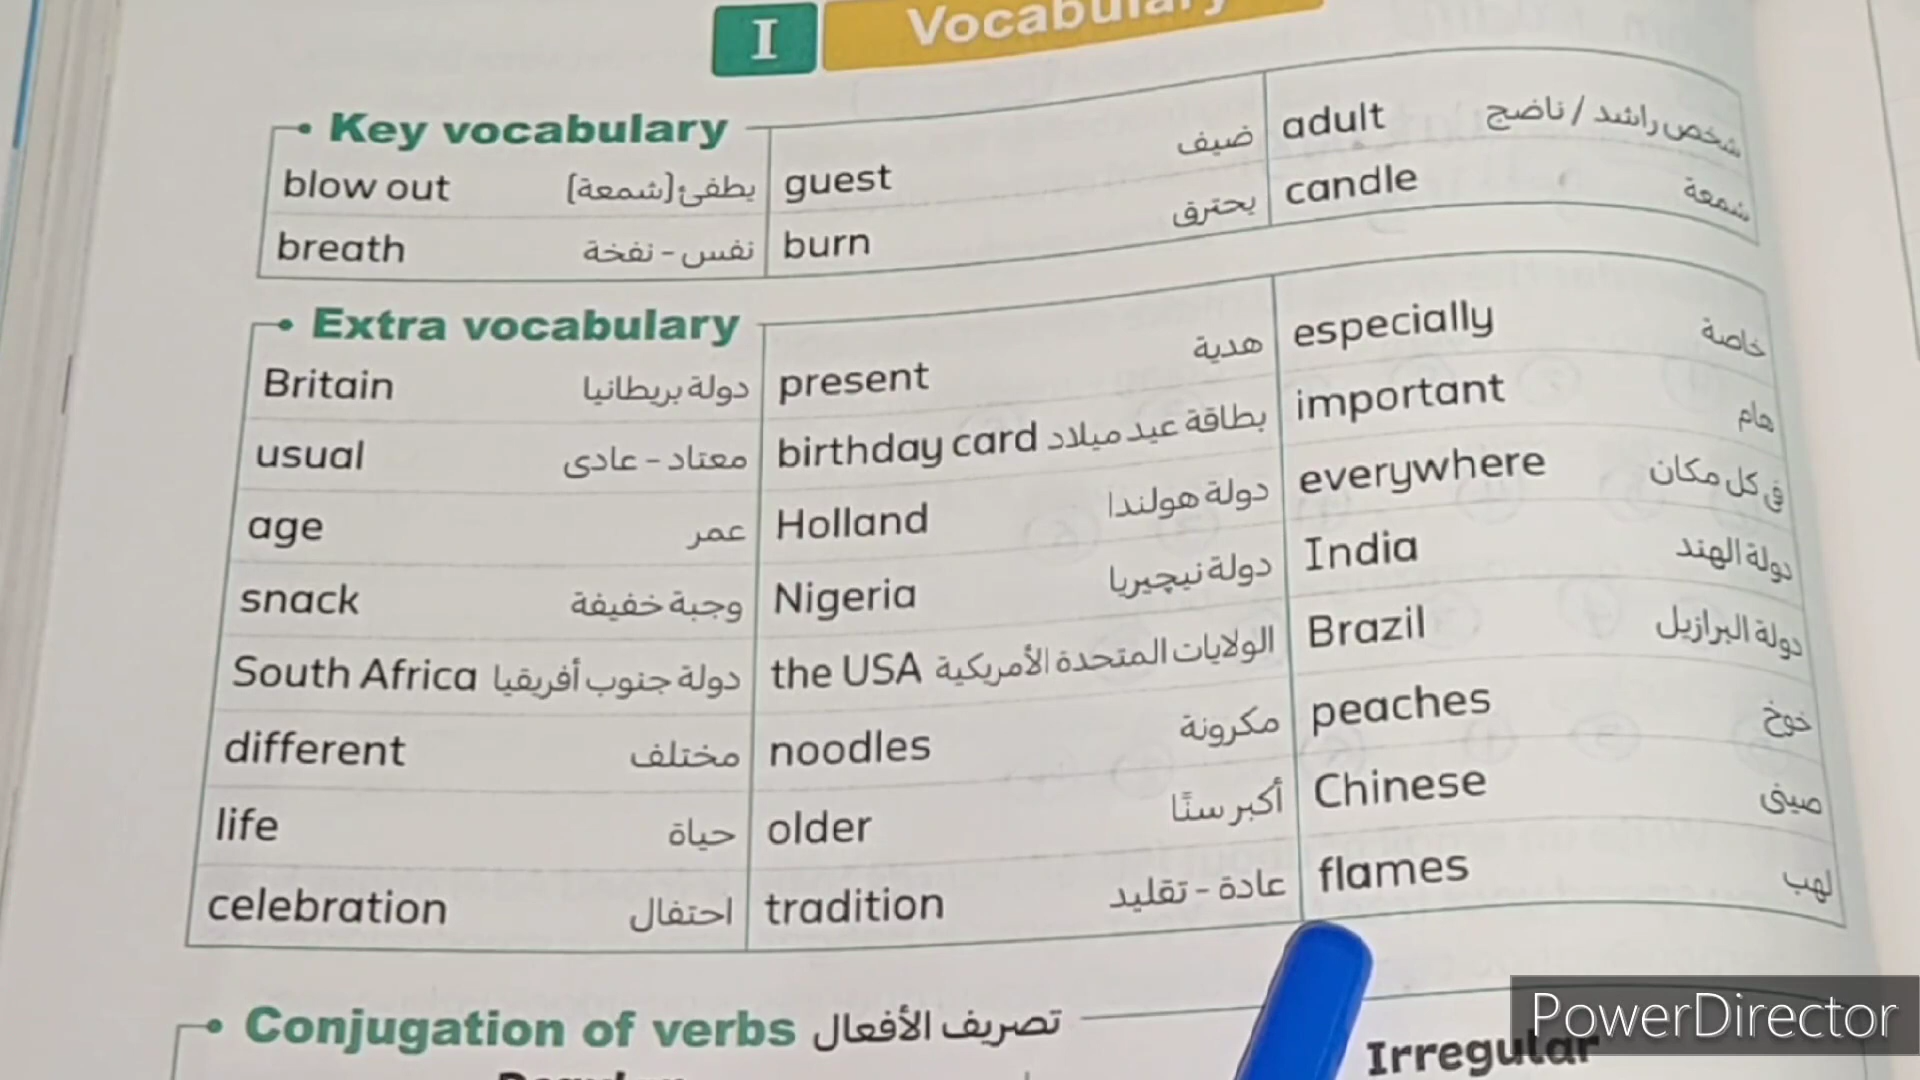 I Vocabulary
Key vocabulary
blow out يطفئ (شمعة)
breath نفس - نفخة
guest ضيف
burn يحترق
adult شخص راشد / ناضج
candle شمعة
Extra vocabulary
Britain دولة بريطانيا
usual معتاد - عادى
age عمر
snack وجبة خفيفة
South Africa دولة جنوب أفريقيا
different مختلف
life حياة
celebration احتفال
present هدية
birthday card بطاقة عيد ميلاد
Holland دولة هولندا
Nigeria دولة نيچيريا
the USA الولايات المتحدة الأمريكية
noodles مكرونة
older أكبر سنًا
tradition عادة - تقليد
especially خاصة
important هام
everywhere فى كل مكان
India دولة الهند
Brazil دولة البرازيل
peaches خوخ
Chinese صينى
flames لهب
Conjugation of verbs تصريف الأفعال
Irregular
PowerDirector